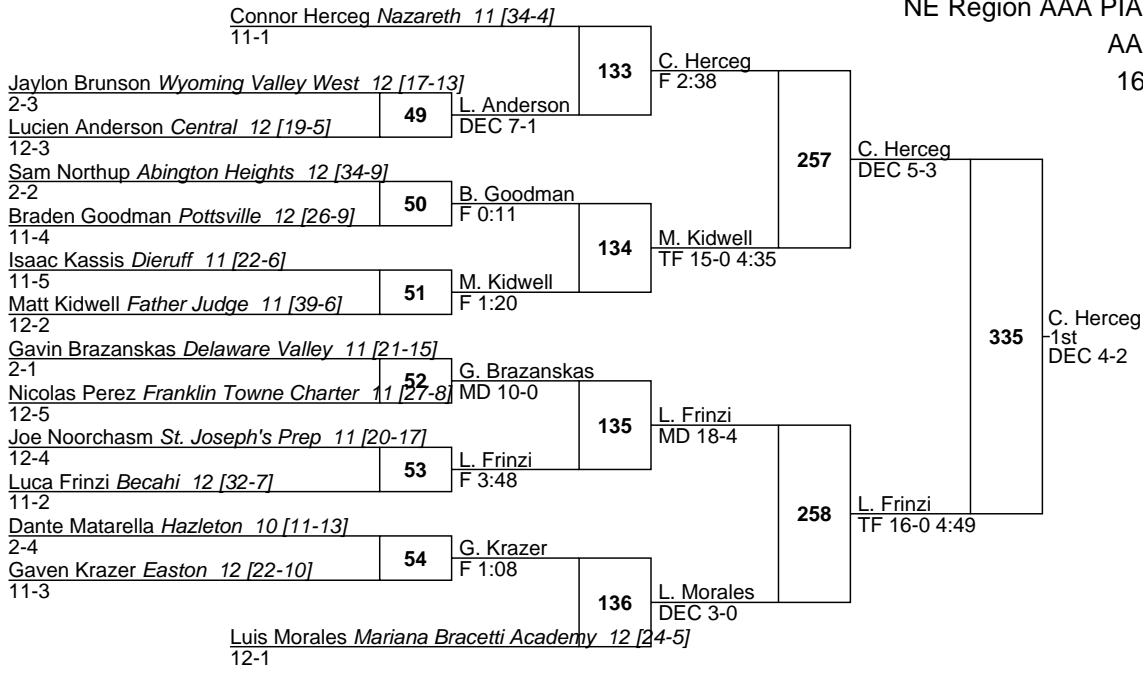 NE Region AAA PIA
AA
16
Connor Herceg Nazareth 11 [34-4]
11-1
133
C. Herceg
F 2:38
Jaylon Brunson Wyoming Valley West 12 [17-13]
2-3
49
L. Anderson
DEC 7-1
Lucien Anderson Central 12 [19-5]
12-3
257
C. Herceg
DEC 5-3
Sam Northup Abington Heights 12 [34-9]
2-2
50
B. Goodman
F 0:11
Braden Goodman Pottsville 12 [26-9]
11-4
134
M. Kidwell
TF 15-0 4:35
Isaac Kassis Dieruff 11 [22-6]
11-5
51
M. Kidwell
F 1:20
Matt Kidwell Father Judge 11 [39-6]
12-2
335
C. Herceg
1st
DEC 4-2
Gavin Brazanskas Delaware Valley 11 [21-15]
2-1
52
G. Brazanskas
MD 10-0
Nicolas Perez Franklin Towne Charter 11 [27-8]
12-5
135
L. Frinzi
MD 18-4
Joe Noorchasm St. Joseph's Prep 11 [20-17]
12-4
53
L. Frinzi
F 3:48
Luca Frinzi Becahi 12 [32-7]
11-2
258
L. Frinzi
TF 16-0 4:49
Dante Matarella Hazleton 10 [11-13]
2-4
54
G. Krazer
F 1:08
Gaven Krazer Easton 12 [22-10]
11-3
136
L. Morales
DEC 3-0
Luis Morales Mariana Bracetti Academy 12 [24-5]
12-1